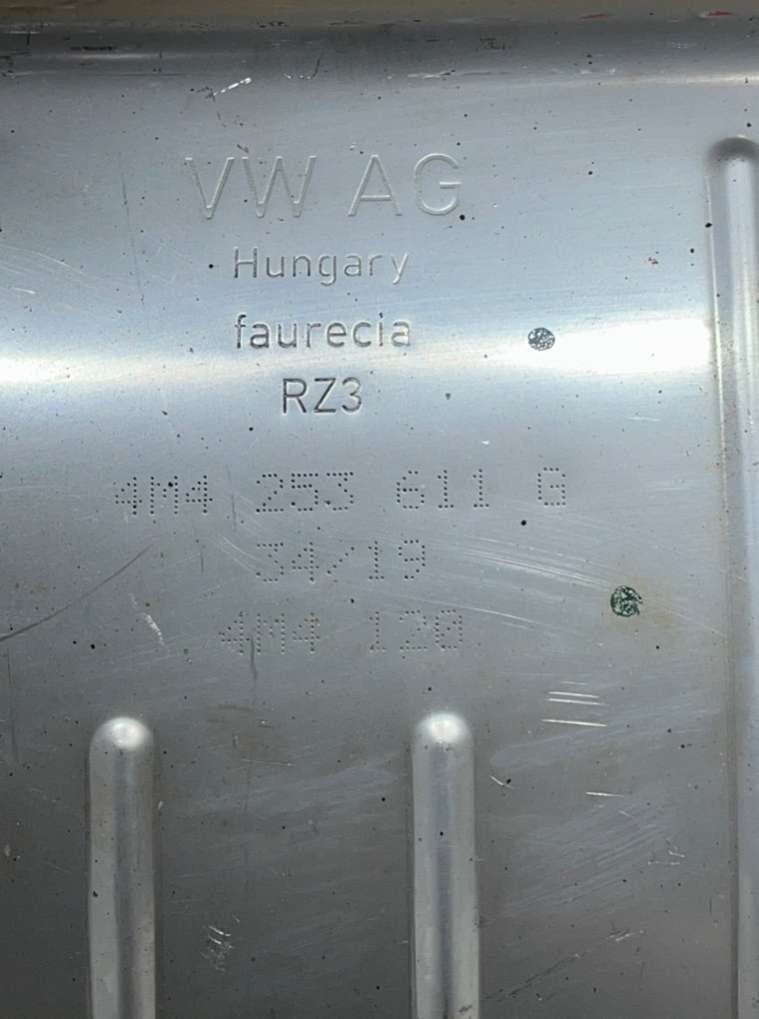 VW AG
Hungary
faurecia
RZ3
4M4 253 611 G
34/19
4M4 120